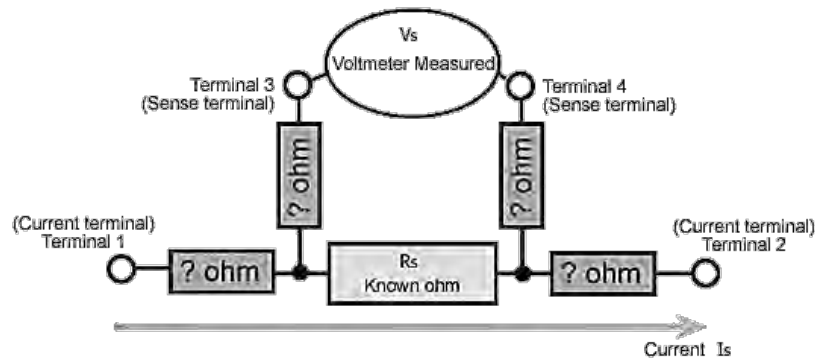 Vs
Voltmeter Measured
Terminal 3
(Sense terminal)
Terminal 4
(Sense terminal)
? ohm
? ohm
(Current terminal)
Terminal 1
(Current terminal)
Terminal 2
? ohm
Rs
Known ohm
? ohm
Current Is